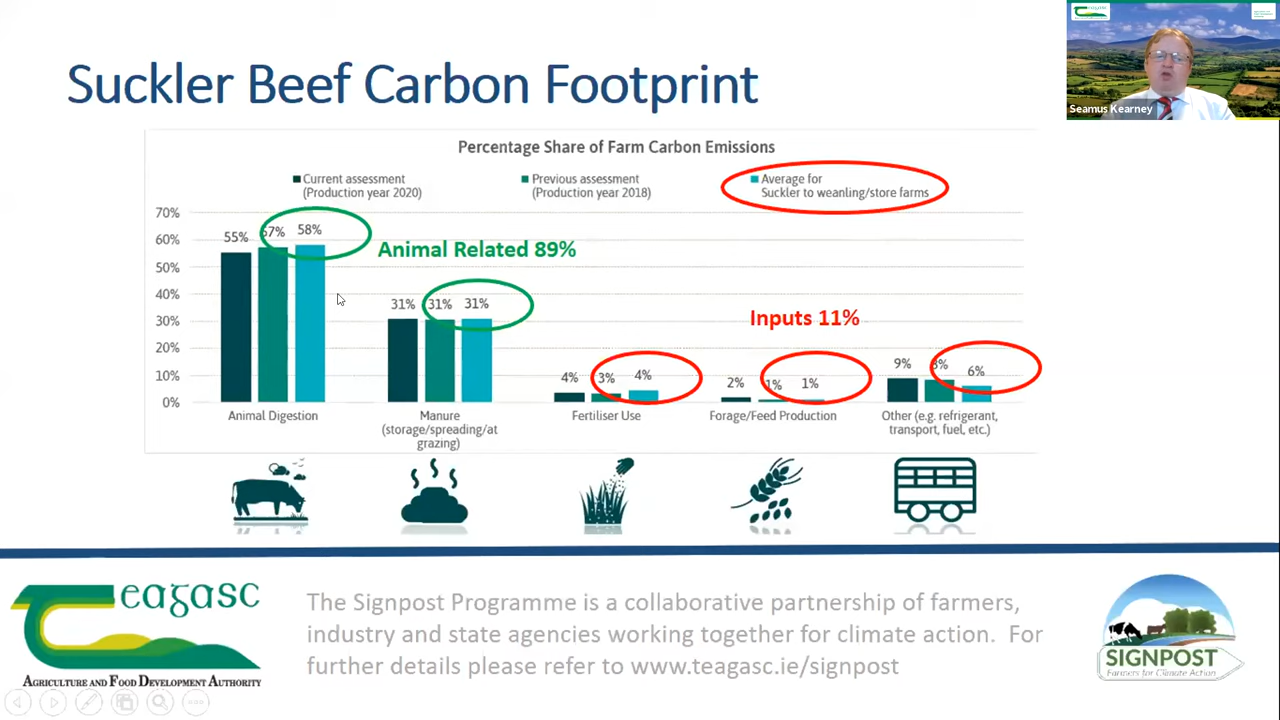 Suckler Beef Carbon Footprint
Seamus Kearney
Percentage Share of Farm Carbon Emissions
Current assessment
(Production year 2020)
Previous assessment
(Production year 2018)
Average for
Suckler to weanling/store farms
70%
60%
50%
40%
30%
20%
10%
0%
55% 57% 58%
Animal Related 89%
31% 31% 31%
Inputs 11%
4% 3% 4%
2% 1% 1%
9% 8% 6%
Animal Digestion
Manure
(storage/spreading/at
grazing)
Fertiliser Use
Forage/Feed Production
Other (e.g. refrigerant,
transport, fuel, etc.)
Teagasc
AGRICULTURE AND FOOD DEVELOPMENT AUTHORITY
The Signpost Programme is a collaborative partnership of farmers,
industry and state agencies working together for climate action. For
further details please refer to www.teagasc.ie/signpost
SIGNPOST
Farmers for Climate Action